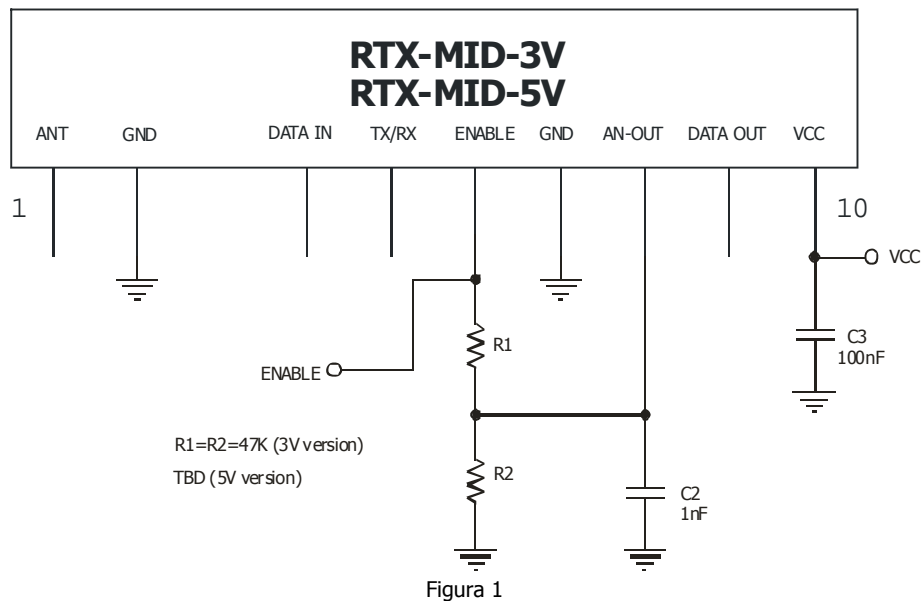 RTX-MID-3V
RTX-MID-5V
ANT GND DATA IN TX/RX ENABLE GND AN-OUT DATA OUT VCC
1 10
VCC
C3
100nF
R1
ENABLE
R1=R2=47K (3V version)
TBD (5V version)
R2
C2
1nF
Figura 1